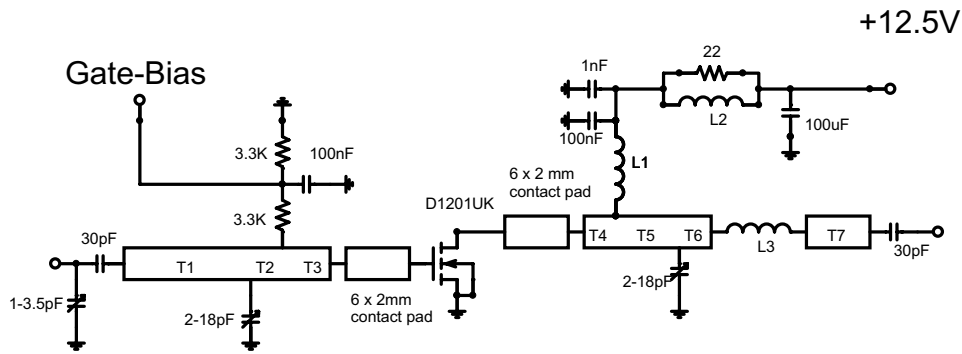 +12.5V
22
1nF
Gate-Bias
L2
100uF
100nF
3.3K
100nF
L1
6 x 2 mm
contact pad
D1201UK
3.3K
T4
T5
T6
L3
T7
30pF
30pF
T1
T2
T3
2-18pF
6 x 2mm
contact pad
1-3.5pF
2-18pF